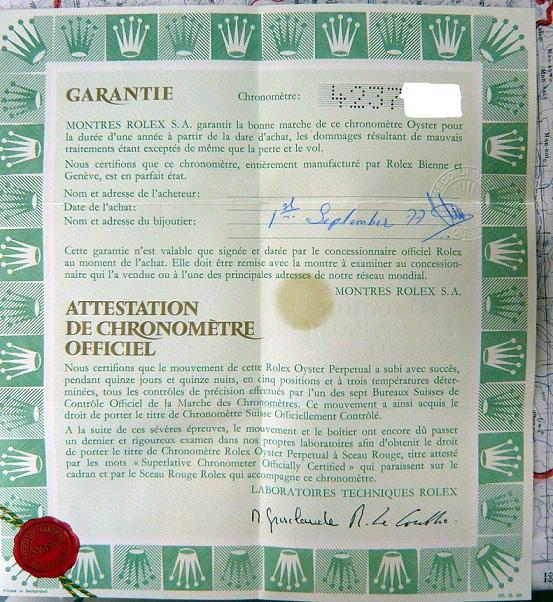 GARANTIE
Chronomètre: 4237
MONTRES ROLEX S.A. garantit la bonne marche de ce chronomètre Oyster pour
la durée d'une année à partir de la date d'achat, les dommages résultant de mauvais
traitements étant exceptés de même que la perte et le vol.
Nous certifions que ce chronomètre, entièrement manufacturé par Rolex Bienne et
Genève, est en parfait état.
Nom et adresse de l'acheteur:
Date de l'achat: 1st September 77
Nom et adresse du bijoutier:
Cette garantie n'est valable que signée et datée par le concessionnaire officiel Rolex
au moment de l'achat. Elle doit être remise avec la montre à examiner au concession-
naire qui l'a vendue ou à l'une des principales adresses de notre réseau mondial.
MONTRES ROLEX S.A.
ATTESTATION
DE CHRONOMÈTRE
OFFICIEL
Nous certifions que le mouvement de cette Rolex Oyster Perpetual a subi avec succès,
pendant quinze jours et quinze nuits, en cinq positions et à trois températures déter-
minées, tous les contrôles de précision effectués par l'un des sept Bureaux Suisses de
Contrôle Officiel de la Marche des Chronomètres. Ce mouvement a ainsi acquis le
droit de porter le titre de Chronomètre Suisse Officiellement Contrôlé.
A la suite de ces sévères épreuves, le mouvement et le boîtier ont encore dû passer
un dernier et rigoureux examen dans nos propres laboratoires afin d'obtenir le droit
de porter le titre de Chronomètre Rolex Oyster Perpetual à Sceau Rouge, titre attesté
par les mots «Superlative Chronometer Officially Certified» qui paraissent sur le
cadran et par le Sceau Rouge Rolex qui accompagne ce chronomètre.
LABORATOIRES TECHNIQUES ROLEX
Printed in Switzerland